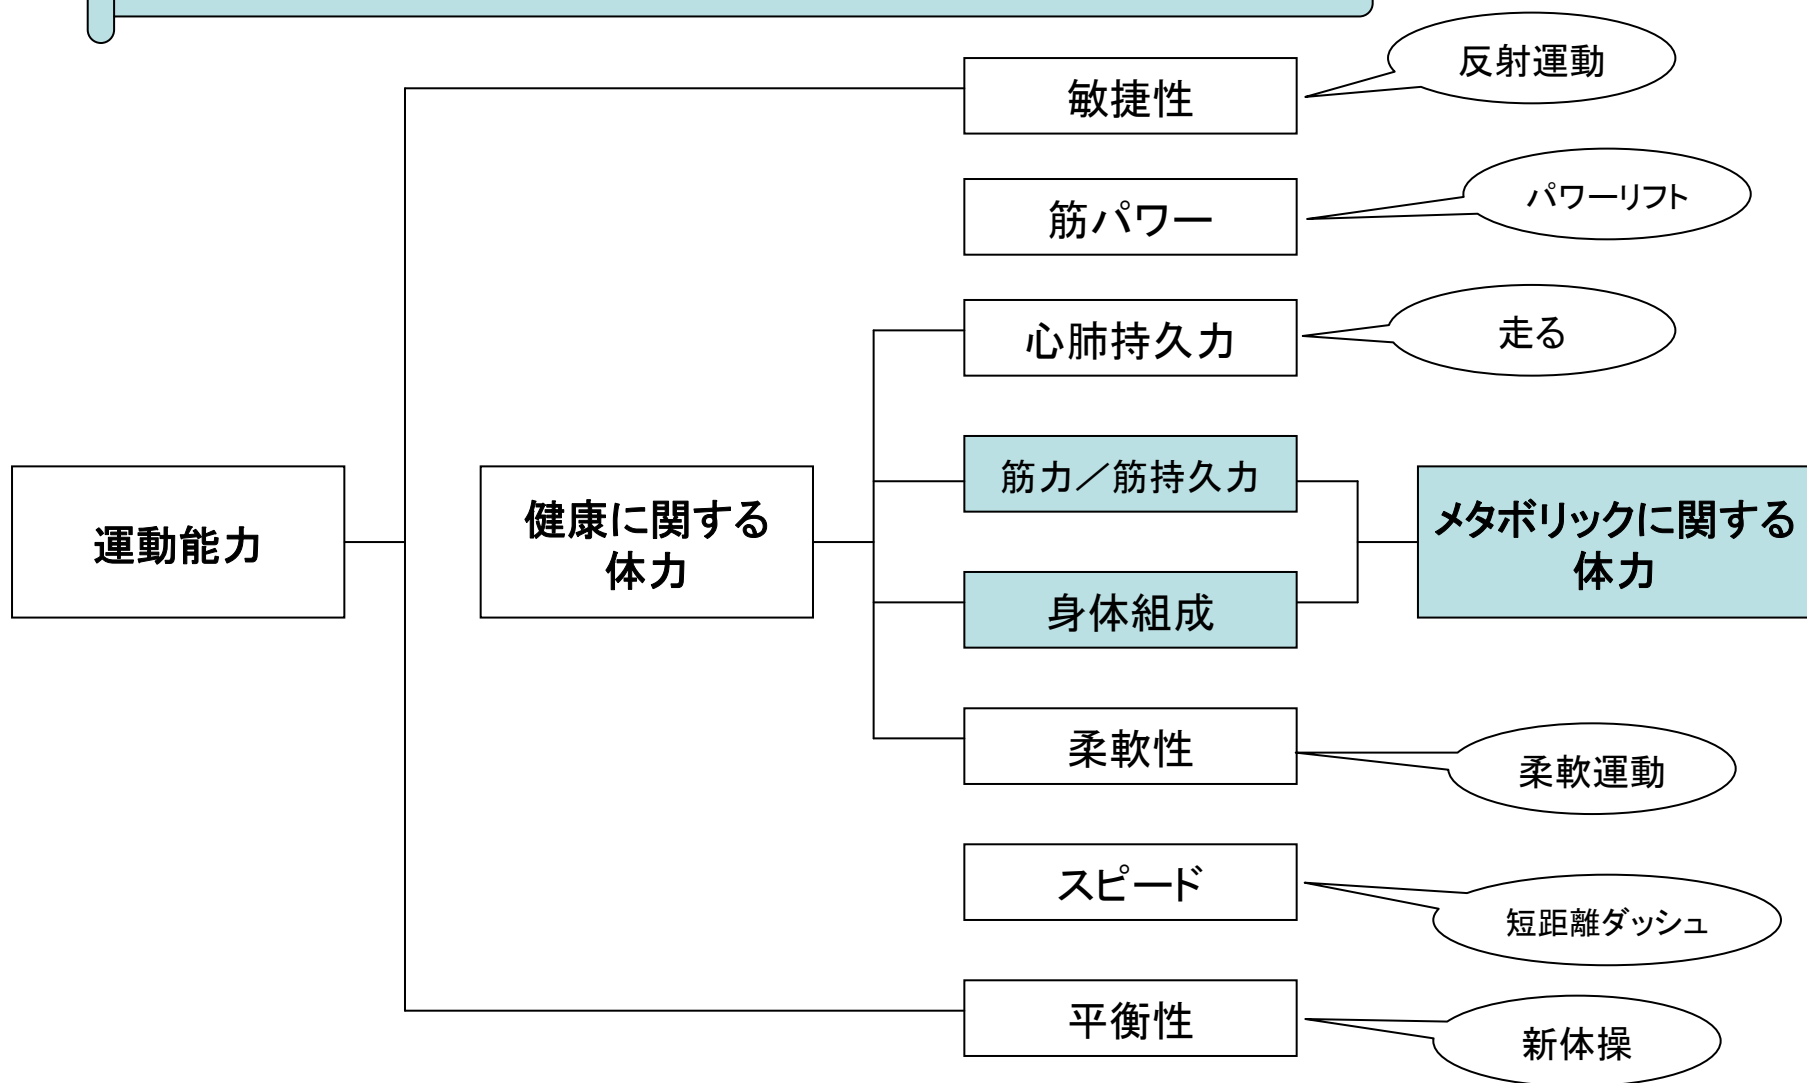 敏捷性
反射運動
筋パワー
パワーリフト
心肺持久力
走る
運動能力
健康に関する
体力
筋力／筋持久力
身体組成
メタボリックに関する
体力
柔軟性
柔軟運動
スピード
短距離ダッシュ
平衡性
新体操